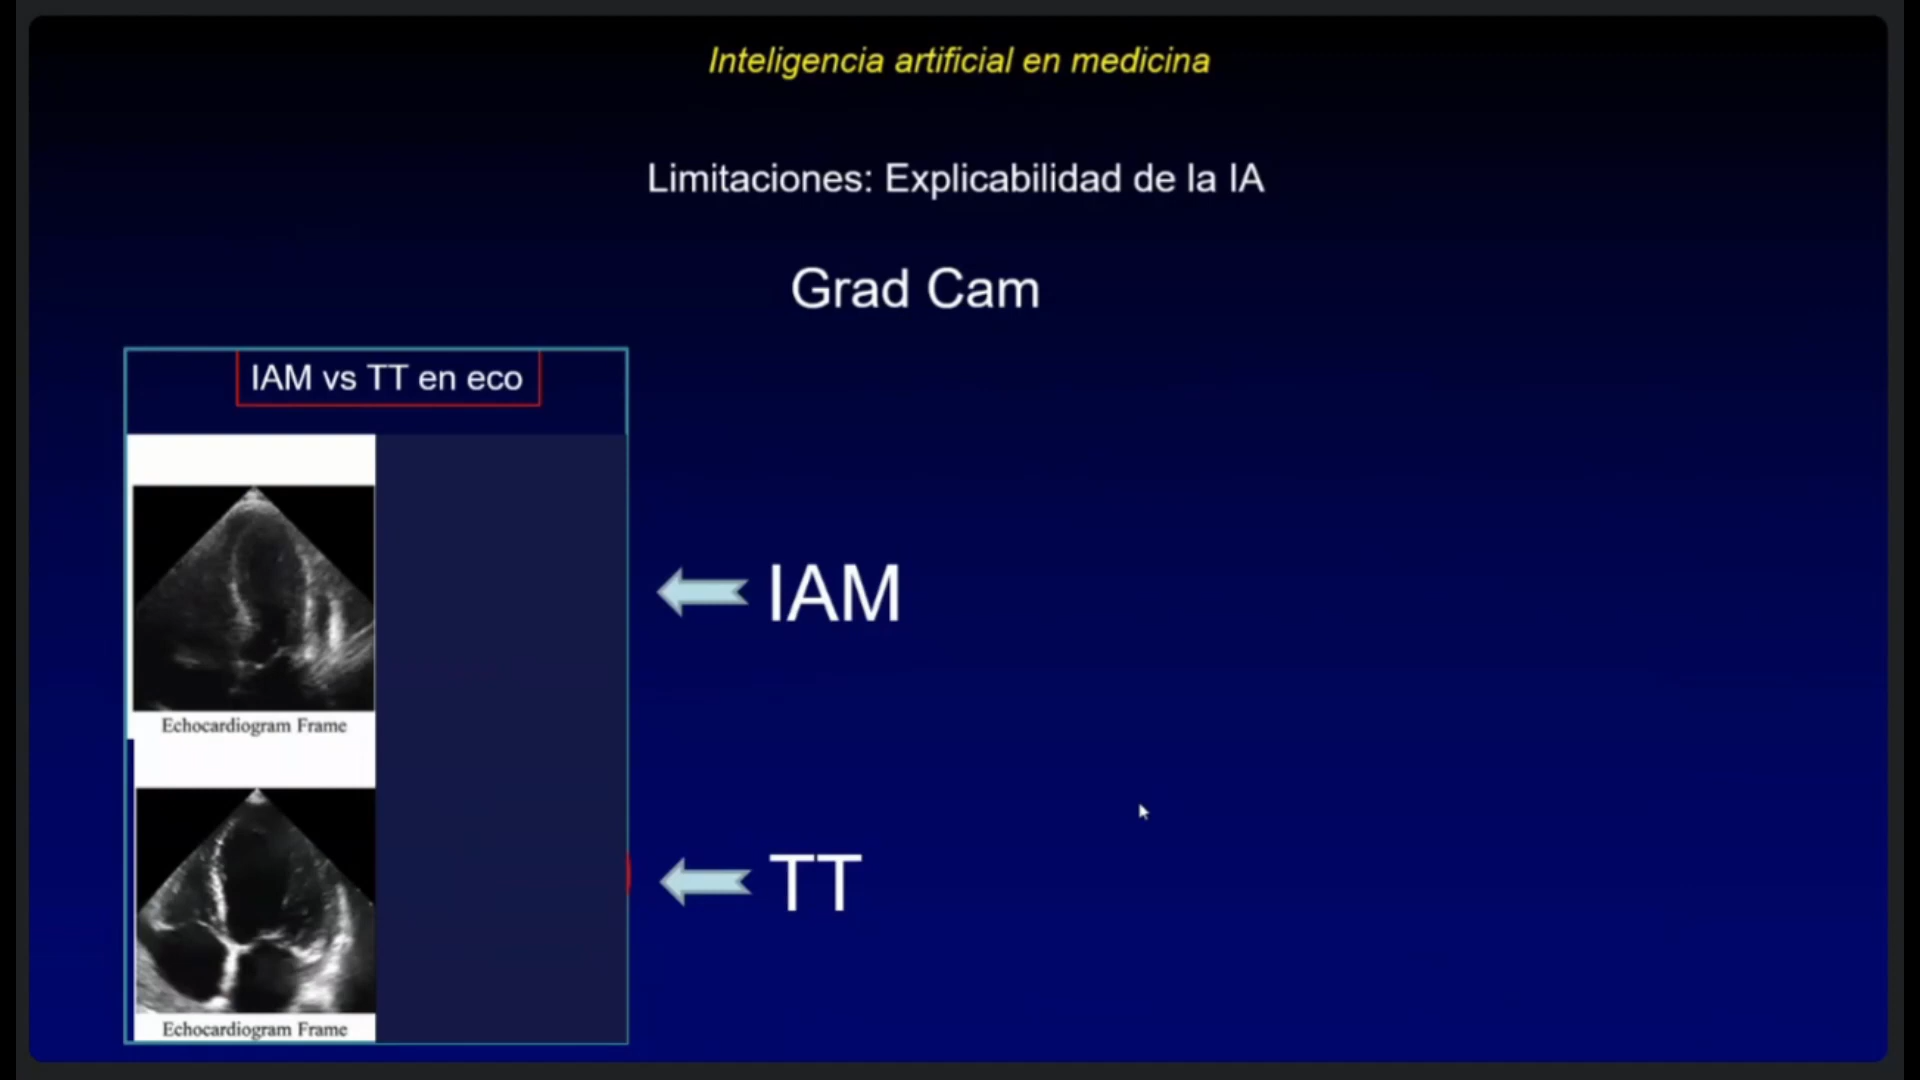 Inteligencia artificial en medicina
Limitaciones: Explicabilidad de la IA
Grad Cam
IAM vs TT en eco
IAM
Echocardiogram Frame
TT
Echocardiogram Frame